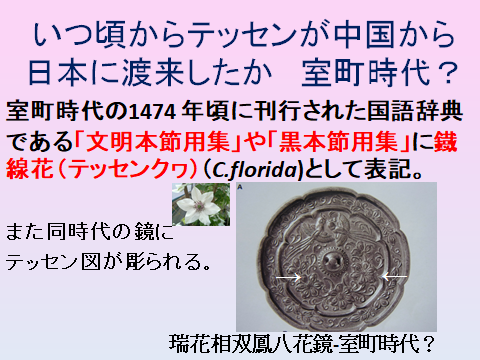 いつ頃からテッセンが中国から
日本に渡来したか　室町時代？
室町時代の1474 年頃に刊行された国語辞典
である「文明本節用集」や「黒本節用集」に鐵
線花（テッセンクヮ）（C.florida)として表記。
また同時代の鏡に
テッセン図が彫られる。
A
瑞花相双鳳八花鏡-室町時代？